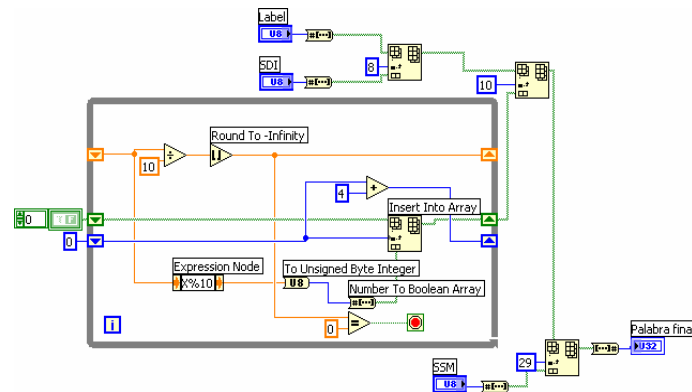 Label
U8
#[...]
8
SDI
U8
#[...]
10
Round To -Infinity
10
4
Insert Into Array
0
0
Expression Node
X%10
To Unsigned Byte Integer
U8
Number To Boolean Array
#[...]
0
=
i
Palabra fina
[...]#
U32
29
SSM
U8
#[...]